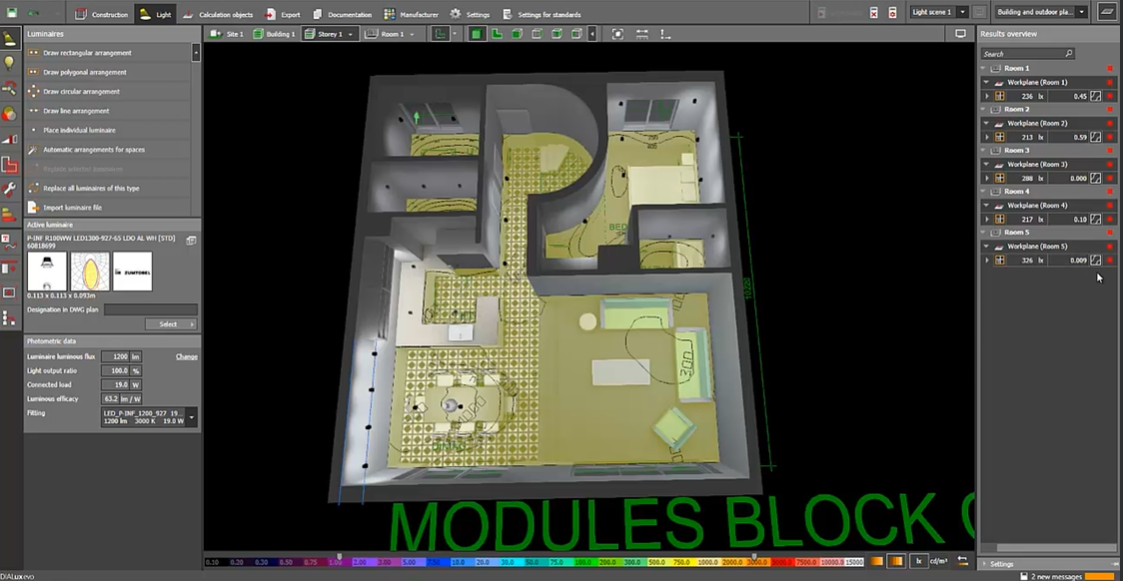 Construction Light Calculation objects Export Documentation Manufacturer Settings Settings for standards Light scene 1 Building and outdoor pla...
Luminaires
Site 1 Building 1 Storey 1 Room 1
Results overview
Draw rectangular arrangement
Draw polygonal arrangement
Draw circular arrangement
Draw line arrangement
Place individual luminaire
Automatic arrangements for spaces
Replace selected luminaires
Replace all luminaires of this type
Import luminaire file
Active luminaire
P-INF R100WW LED1300-927-65 LDO AL WH [STD]
60818699
ZUMTOBEL
0.113 x 0.113 x 0.093m
Designation in DWG plan
Select
Photometric data
Luminaire luminous flux 1200 lm Change
Light output ratio 100.0 %
Connected load 19.0 W
Luminous efficacy 63.2 lm / W
Fitting LED_P-INF_1200_927 19...
1200 lm 3000 K 19.0 W
BED
10220
MODULES BLOCK
Search
Room 1
Workplane (Room 1)
236 lx 0.45
Room 2
Workplane (Room 2)
213 lx 0.59
Room 3
Workplane (Room 3)
288 lx 0.000
Room 4
Workplane (Room 4)
217 lx 0.10
Room 5
Workplane (Room 5)
326 lx 0.009
0.10 0.20 0.30 0.50 0.75 1.00 2.00 3.00 5.00 7.50 10.0 20.0 30.0 50.0 75.0 100.0 200.0 300.0 500.0 750.0 1000.0 2000.0 3000.0 5000.0 7500.0 10000.0 15000 lx cd/m²
Settings
DIALux evo
2 new messages